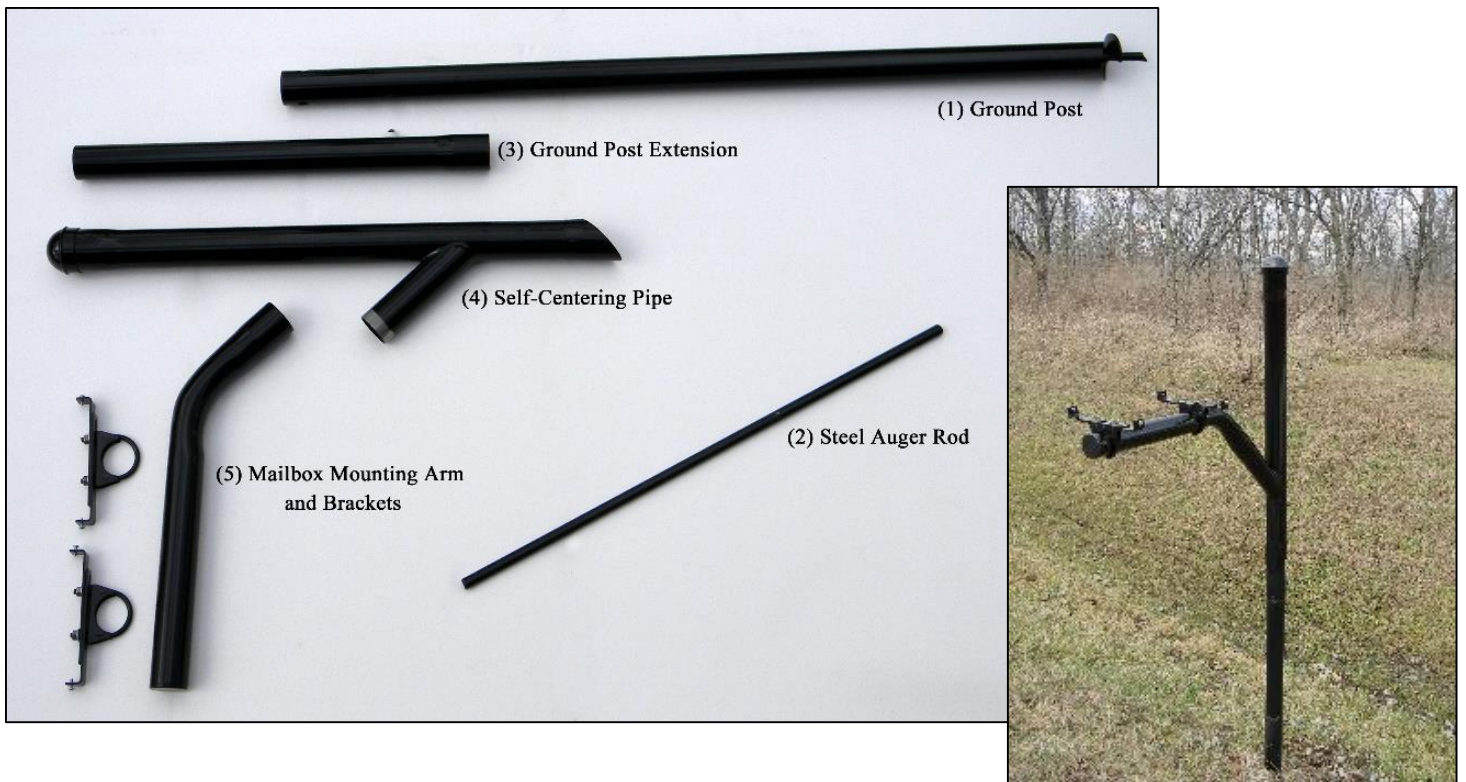 (1) Ground Post
(3) Ground Post Extension
(4) Self-Centering Pipe
(2) Steel Auger Rod
(5) Mailbox Mounting Arm
and Brackets